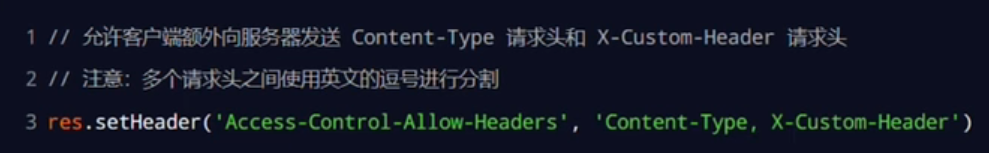 1 // 允许客户端额外向服务器发送 Content-Type 请求头和 X-Custom-Header 请求头
2 // 注意：多个请求头之间使用英文的逗号进行分割
3 res.setHeader('Access-Control-Allow-Headers', 'Content-Type, X-Custom-Header')